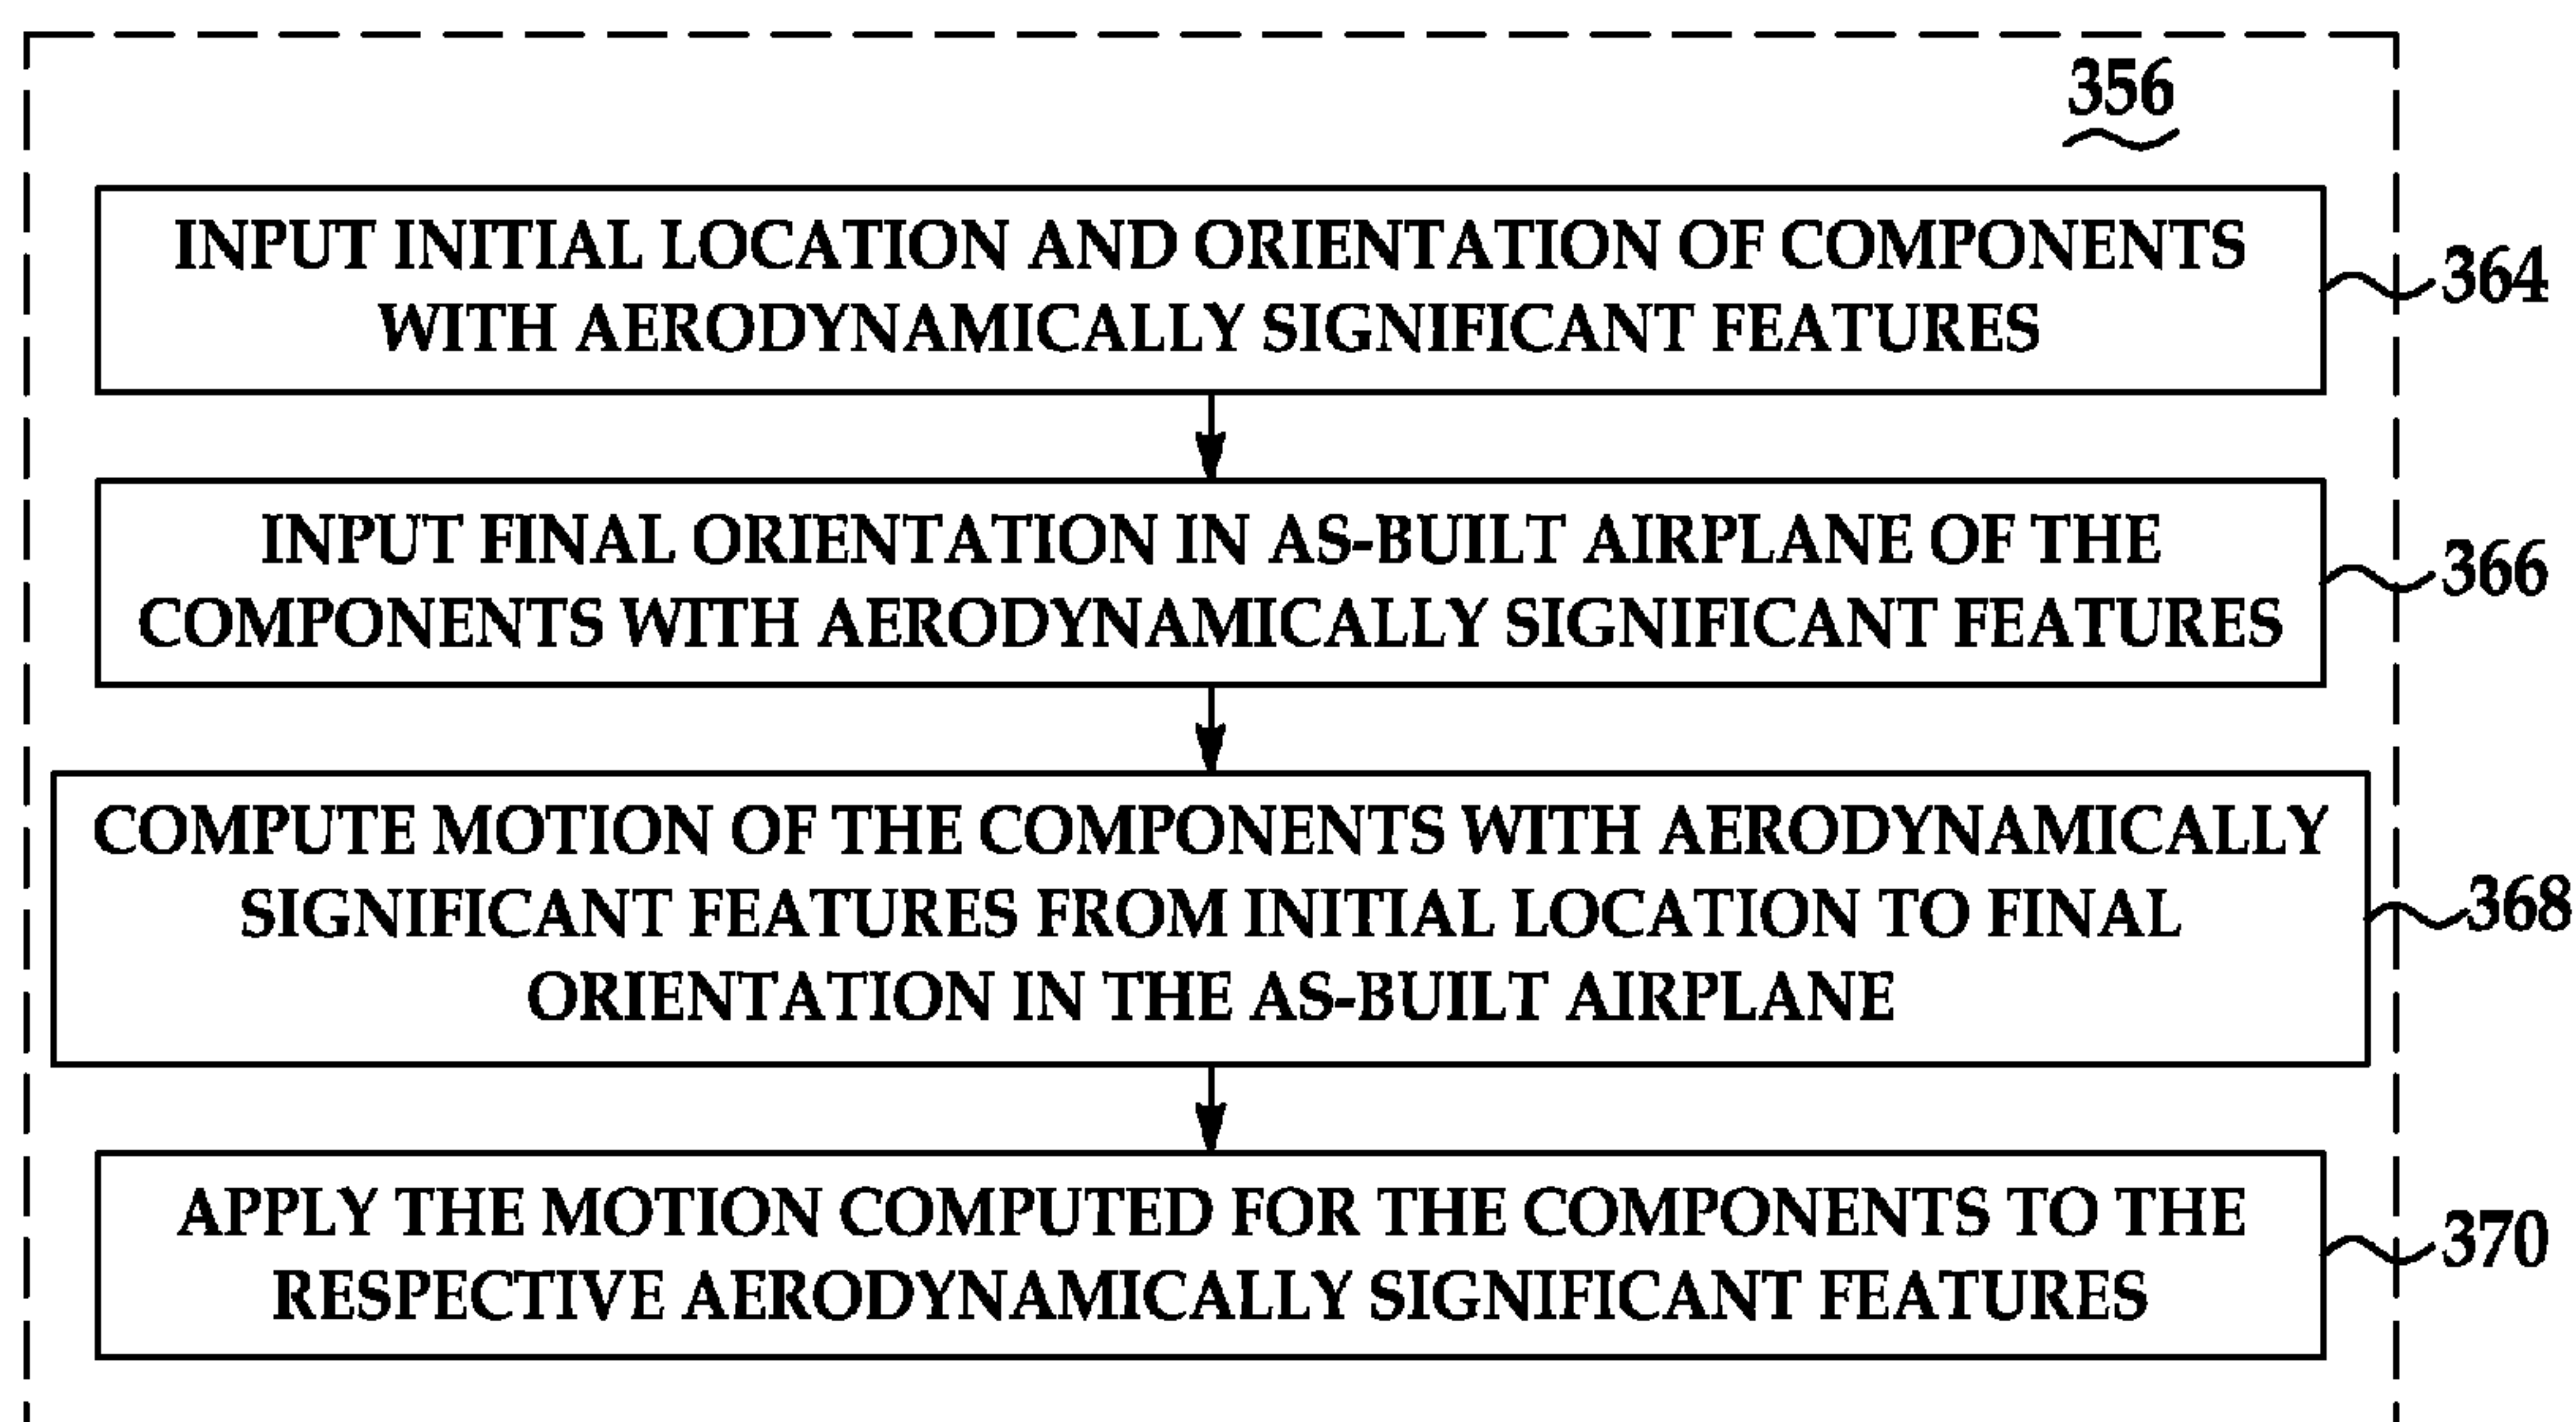 356
INPUT INITIAL LOCATION AND ORIENTATION OF COMPONENTS
WITH AERODYNAMICALLY SIGNIFICANT FEATURES
364
INPUT FINAL ORIENTATION IN AS-BUILT AIRPLANE OF THE
COMPONENTS WITH AERODYNAMICALLY SIGNIFICANT FEATURES
366
COMPUTE MOTION OF THE COMPONENTS WITH AERODYNAMICALLY
SIGNIFICANT FEATURES FROM INITIAL LOCATION TO FINAL
ORIENTATION IN THE AS-BUILT AIRPLANE
368
APPLY THE MOTION COMPUTED FOR THE COMPONENTS TO THE
RESPECTIVE AERODYNAMICALLY SIGNIFICANT FEATURES
370